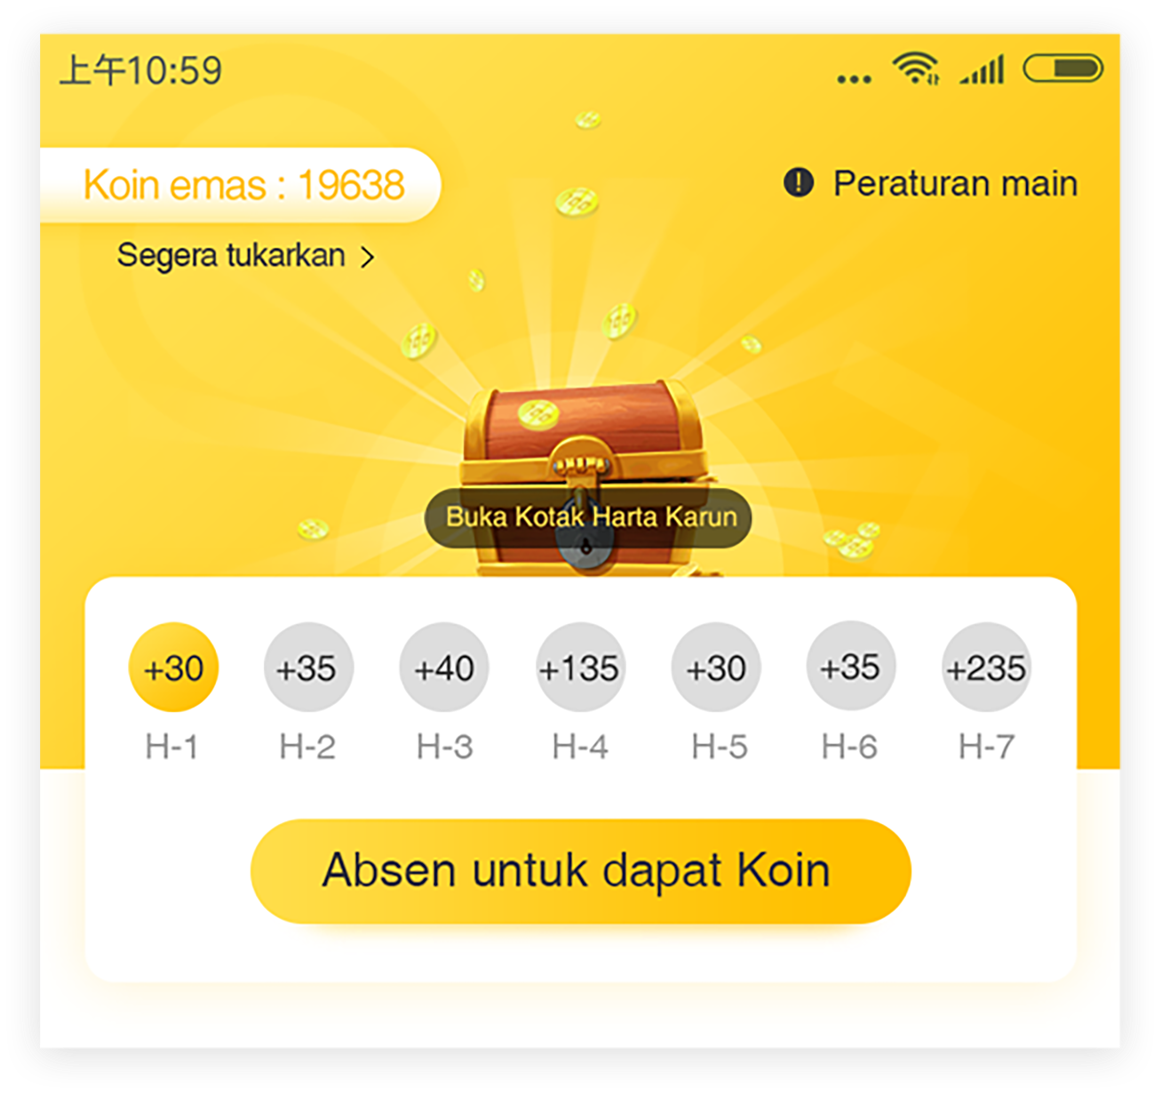 上午10:59
Koin emas : 19638
Peraturan main
Segera tukarkan >
Buka Kotak Harta Karun
+30 +35 +40 +135 +30 +35 +235
H-1 H-2 H-3 H-4 H-5 H-6 H-7
Absen untuk dapat Koin